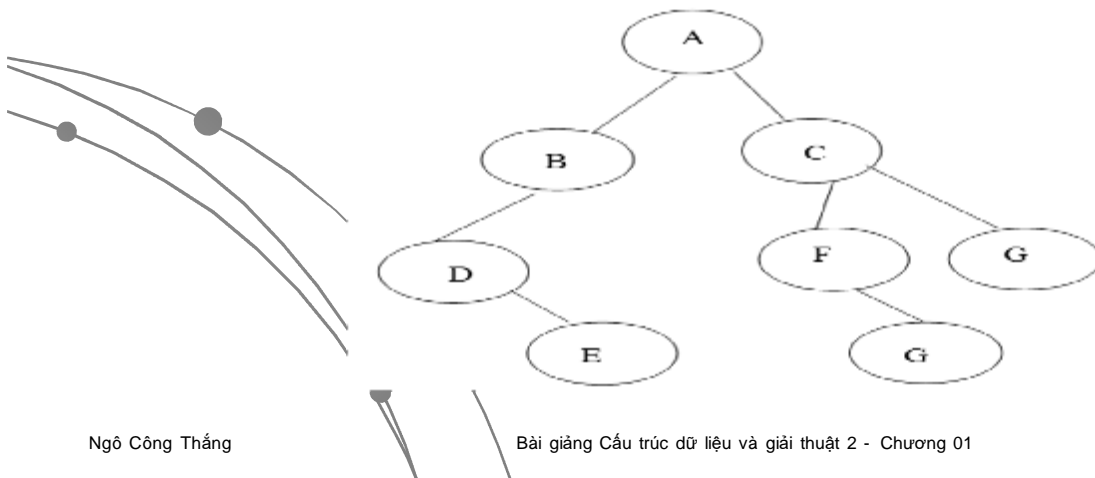 A
B C
D F G
E G
Ngô Công Thắng Bài giảng Cấu trúc dữ liệu và giải thuật 2 - Chương 01